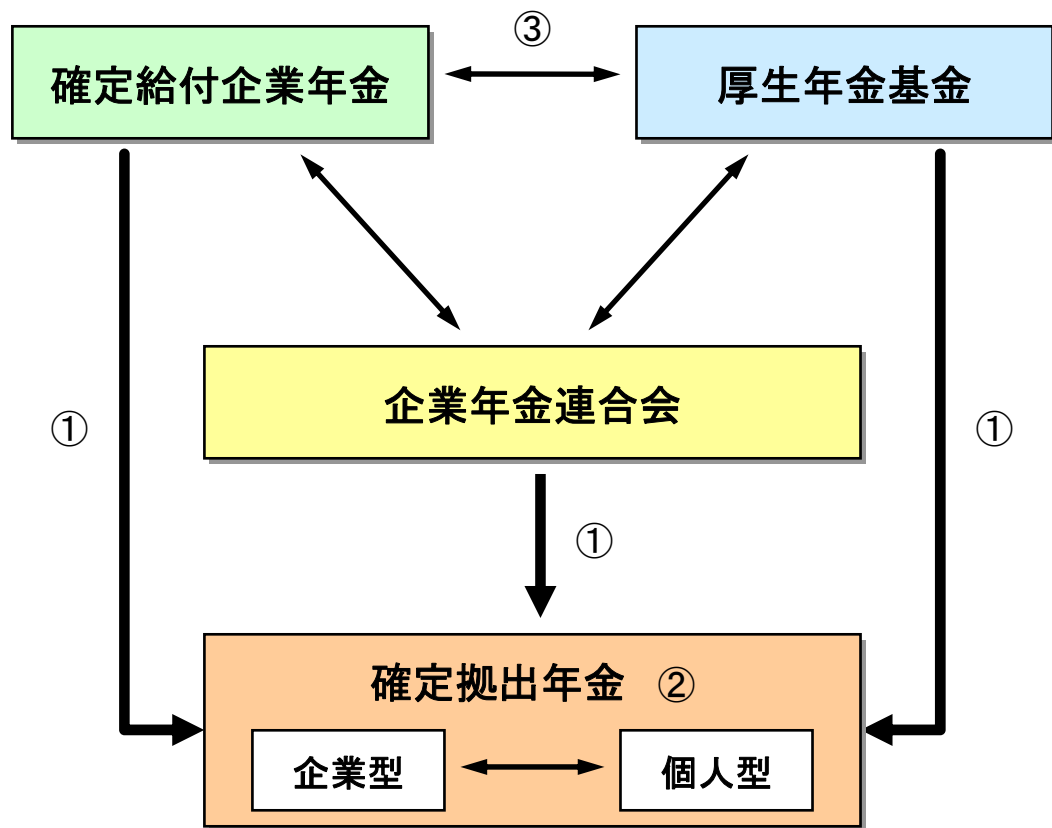 ③
確定給付企業年金
厚生年金基金
企業年金連合会
①
①
①
確定拠出年金 ②
企業型
個人型